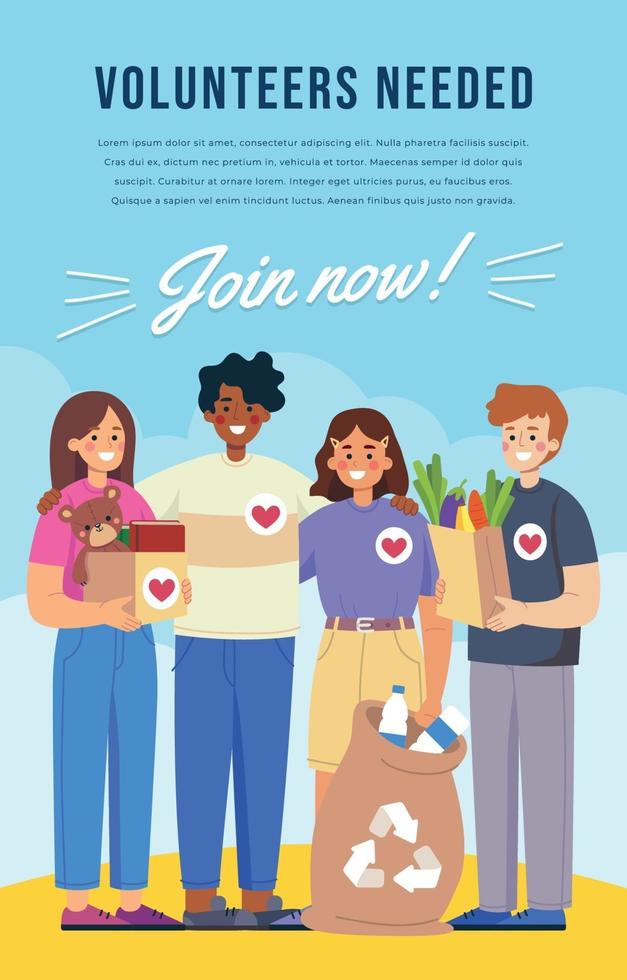 VOLUNTEERS NEEDED
Lorem ipsum dolor sit amet, consectetur adipiscing elit. Nulla pharetra facilisis suscipit.
Cras dui ex, dictum nec turpis in, vehicula et tortor. Maecenas semper id dolor et
suscipit. Curabitur at ornare lorem. Integer eget ultricies purus, eu faucibus eros.
Quisque a sapien vel enim tincidunt luctus. Aenean finibus quis justo non gravida.
Join now!